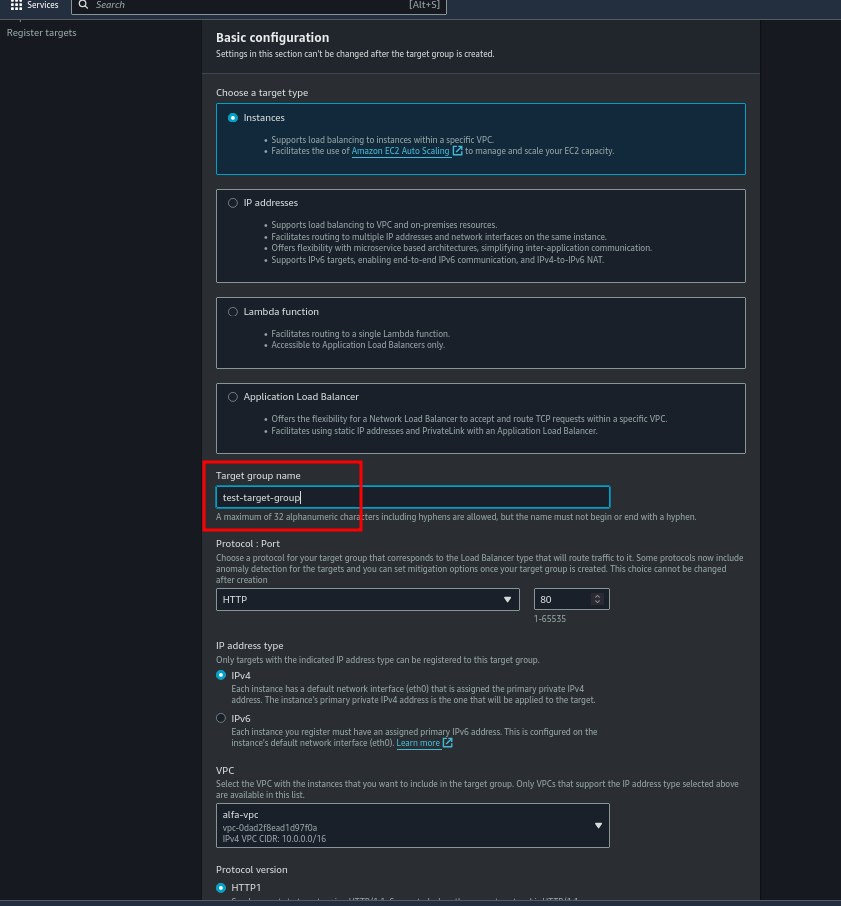 Services
Search
[Alt+S]
Register targets
Basic configuration
Settings in this section can't be changed after the target group is created.
Choose a target type
Instances
• Supports load balancing to instances within a specific VPC.
• Facilitates the use of Amazon EC2 Auto Scaling to manage and scale your EC2 capacity.
IP addresses
• Supports load balancing to VPC and on-premises resources.
• Facilitates routing to multiple IP addresses and network interfaces on the same instance.
• Offers flexibility with microservice based architectures, simplifying inter-application communication.
• Supports IPv6 targets, enabling end-to-end IPv6 communication, and IPv4-to-IPv6 NAT.
Lambda function
• Facilitates routing to a single Lambda function.
• Accessible to Application Load Balancers only.
Application Load Balancer
• Offers the flexibility for a Network Load Balancer to accept and route TCP requests within a specific VPC.
• Facilitates using static IP addresses and PrivateLink with an Application Load Balancer.
Target group name
test-target-group
A maximum of 32 alphanumeric characters including hyphens are allowed, but the name must not begin or end with a hyphen.
Protocol : Port
Choose a protocol for your target group that corresponds to the Load Balancer type that will route traffic to it. Some protocols now include
anomaly detection for the targets and you can set mitigation options once your target group is created. This choice cannot be changed
after creation
HTTP
80
1-65535
IP address type
Only targets with the indicated IP address type can be registered to this target group.
IPv4
Each instance has a default network interface (eth0) that is assigned the primary private IPv4
address. The instance's primary private IPv4 address is the one that will be applied to the target.
IPv6
Each instance you register must have an assigned primary IPv6 address. This is configured on the
instance's default network interface (eth0). Learn more
VPC
Select the VPC with the instances that you want to include in the target group. Only VPCs that support the IP address type selected above
are available in this list.
alfa-vpc
vpc-0dad2f8ead1d97f0a
IPv4 VPC CIDR: 10.0.0.0/16
Protocol version
HTTP1